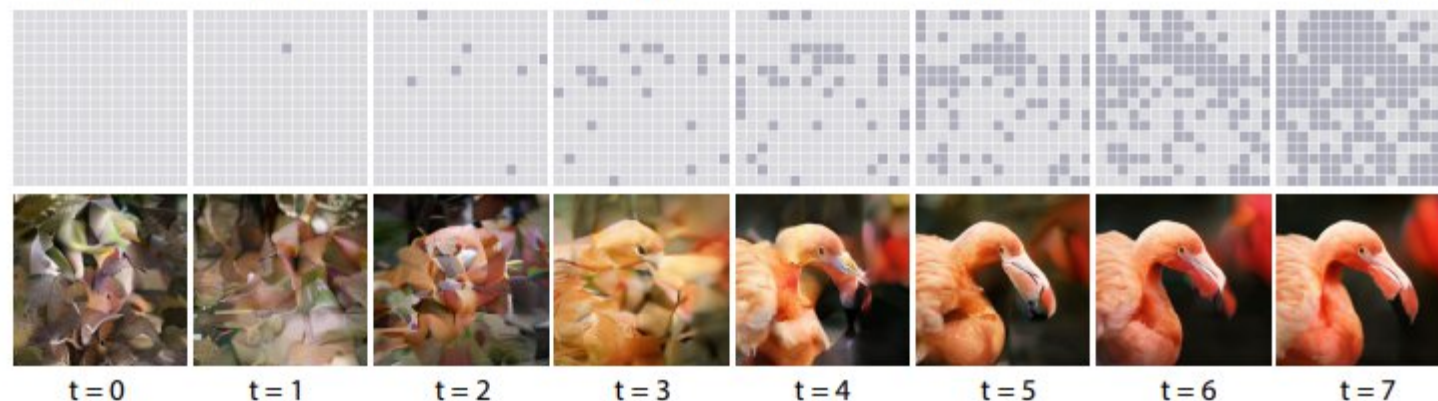 t = 0 t = 1 t = 2 t = 3 t = 4 t = 5 t = 6 t = 7